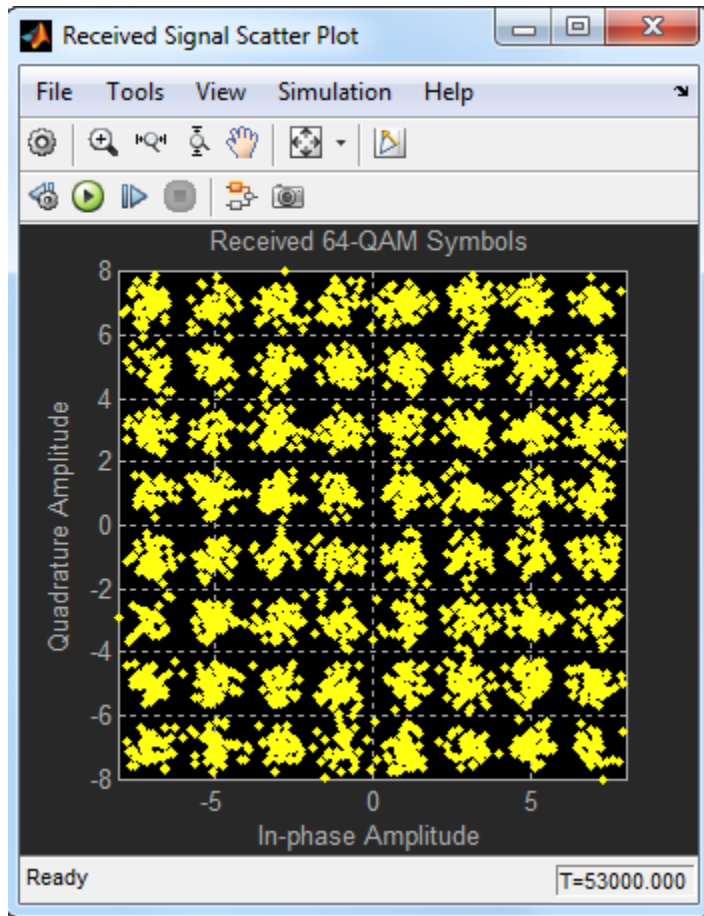 Received Signal Scatter Plot
File Tools View Simulation Help
Received 64-QAM Symbols
8
6
4
2
0
-2
-4
-6
-8
Quadrature Amplitude
-5 0 5
In-phase Amplitude
Ready T=53000.000